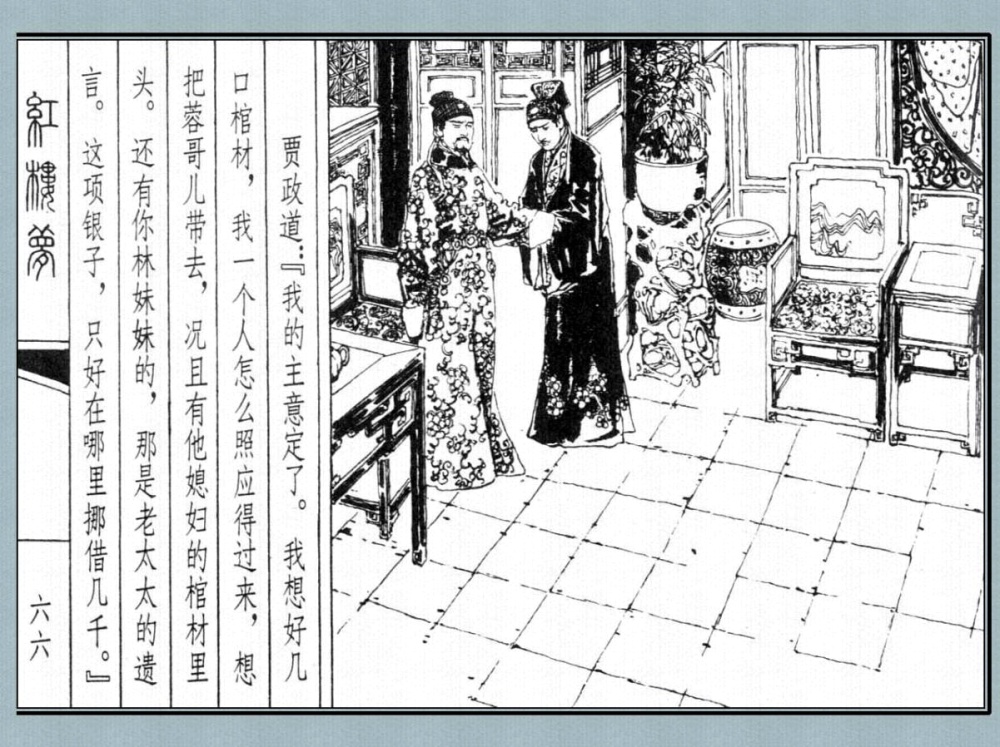 贾政道：『我的主意定了。我想好几
口棺材，我一个人怎么照应得过来，想
把蓉哥儿带去，况且有他媳妇的棺材里
头。还有你林妹妹的，那是老太太的遗
言。这项银子，只好在哪里挪借几千。』
紅樓夢
六六